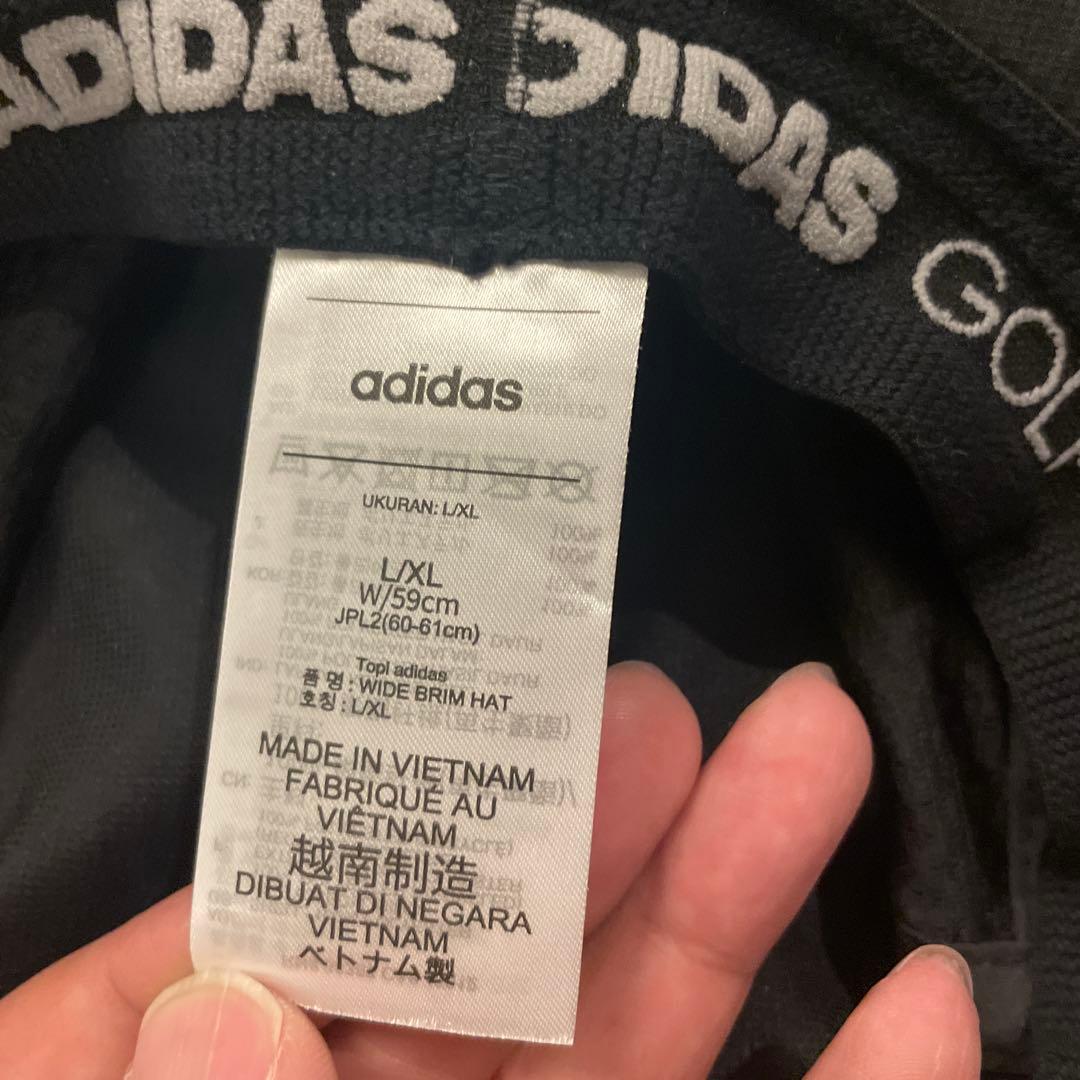 ADIDAS DIDAS GOLF
adidas
UKURAN: L/XL
L/XL
W/59cm
JPL2(60-61cm)
Topi adidas
품 명 : WIDE BRIM HAT
호칭 : L/XL
MADE IN VIETNAM
FABRIQUÉ AU
VIÊTNAM
越南制造
DIBUAT DI NEGARA
VIETNAM
ベトナム製